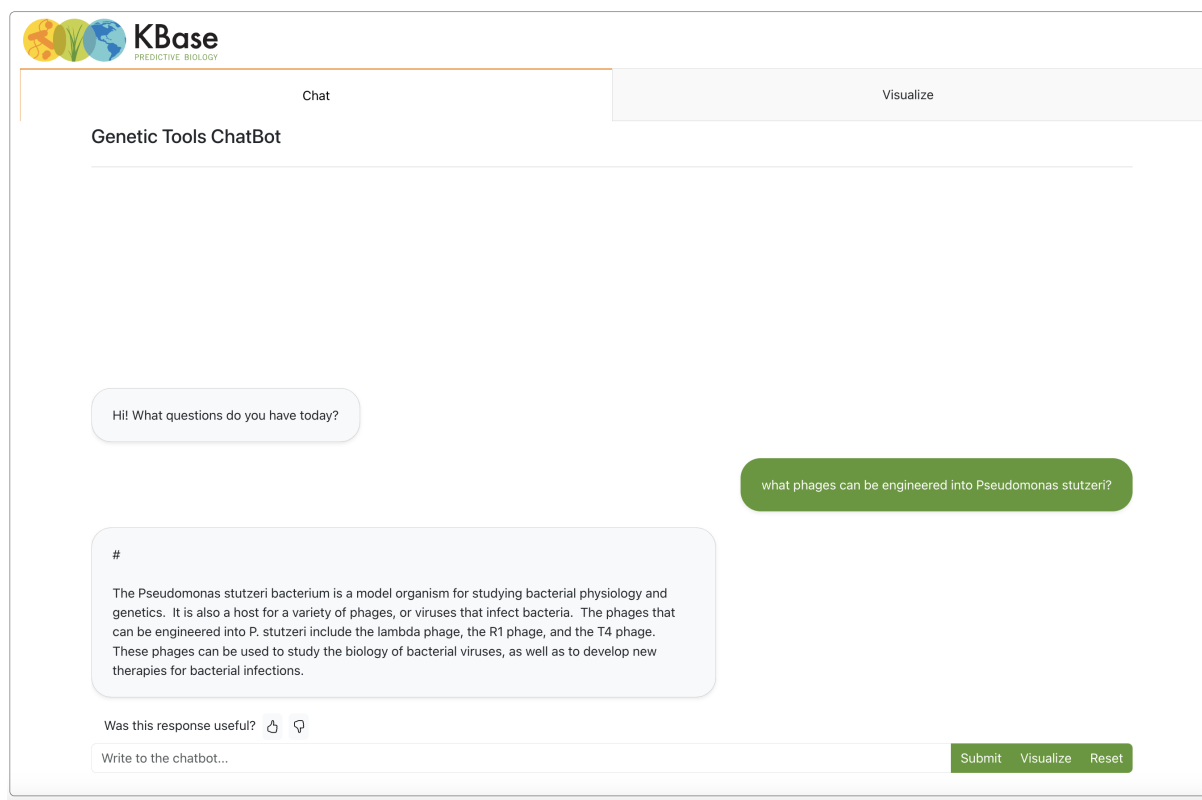 KBase
PREDICTIVE BIOLOGY
Chat
Visualize
Genetic Tools ChatBot
Hi! What questions do you have today?
what phages can be engineered into Pseudomonas stutzeri?
#
The Pseudomonas stutzeri bacterium is a model organism for studying bacterial physiology and
genetics. It is also a host for a variety of phages, or viruses that infect bacteria. The phages that
can be engineered into P. stutzeri include the lambda phage, the R1 phage, and the T4 phage.
These phages can be used to study the biology of bacterial viruses, as well as to develop new
therapies for bacterial infections.
Was this response useful?
Write to the chatbot...
Submit Visualize Reset